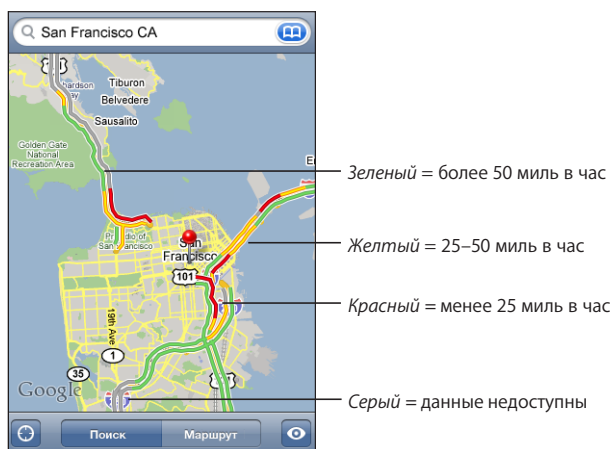 San Francisco CA
Tiburon
Belvedere
Sausalito
Golden Gate
National
Recreation Area
Зеленый = более 50 миль в час
San Francisco
San
Francisco
Желтый = 25–50 миль в час
101
Красный = менее 25 миль в час
19th Ave
1
35
Google
Серый = данные недоступны
Поиск
Маршрут